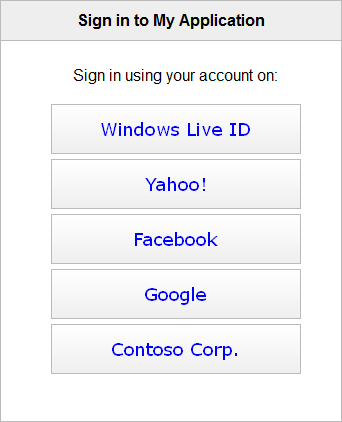 Sign in to My Application
Sign in using your account on:
Windows Live ID
Yahoo!
Facebook
Google
Contoso Corp.